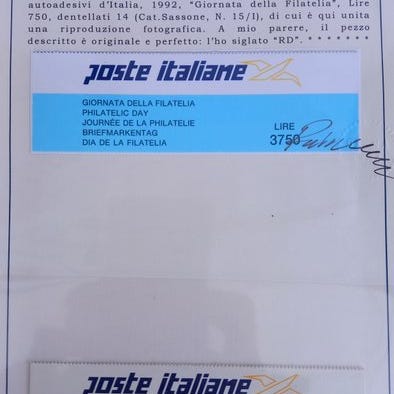 autoadesivi d'Italia, 1992, "Giornata della Filatelia", Lire
750, dentellati 14 (Cat.Sassone, N. 15/I), di cui è qui unita
una riproduzione fotografica. A mio parere, il pezzo
descritto è originale e perfetto: l'ho siglato "RD". * * * * * * *
poste italiane
GIORNATA DELLA FILATELIA
PHILATELIC DAY
JOURNÉE DE LA PHILATELIE
BRIEFMARKENTAG
DIA DE LA FILATELIA
LIRE
3750
poste italiane